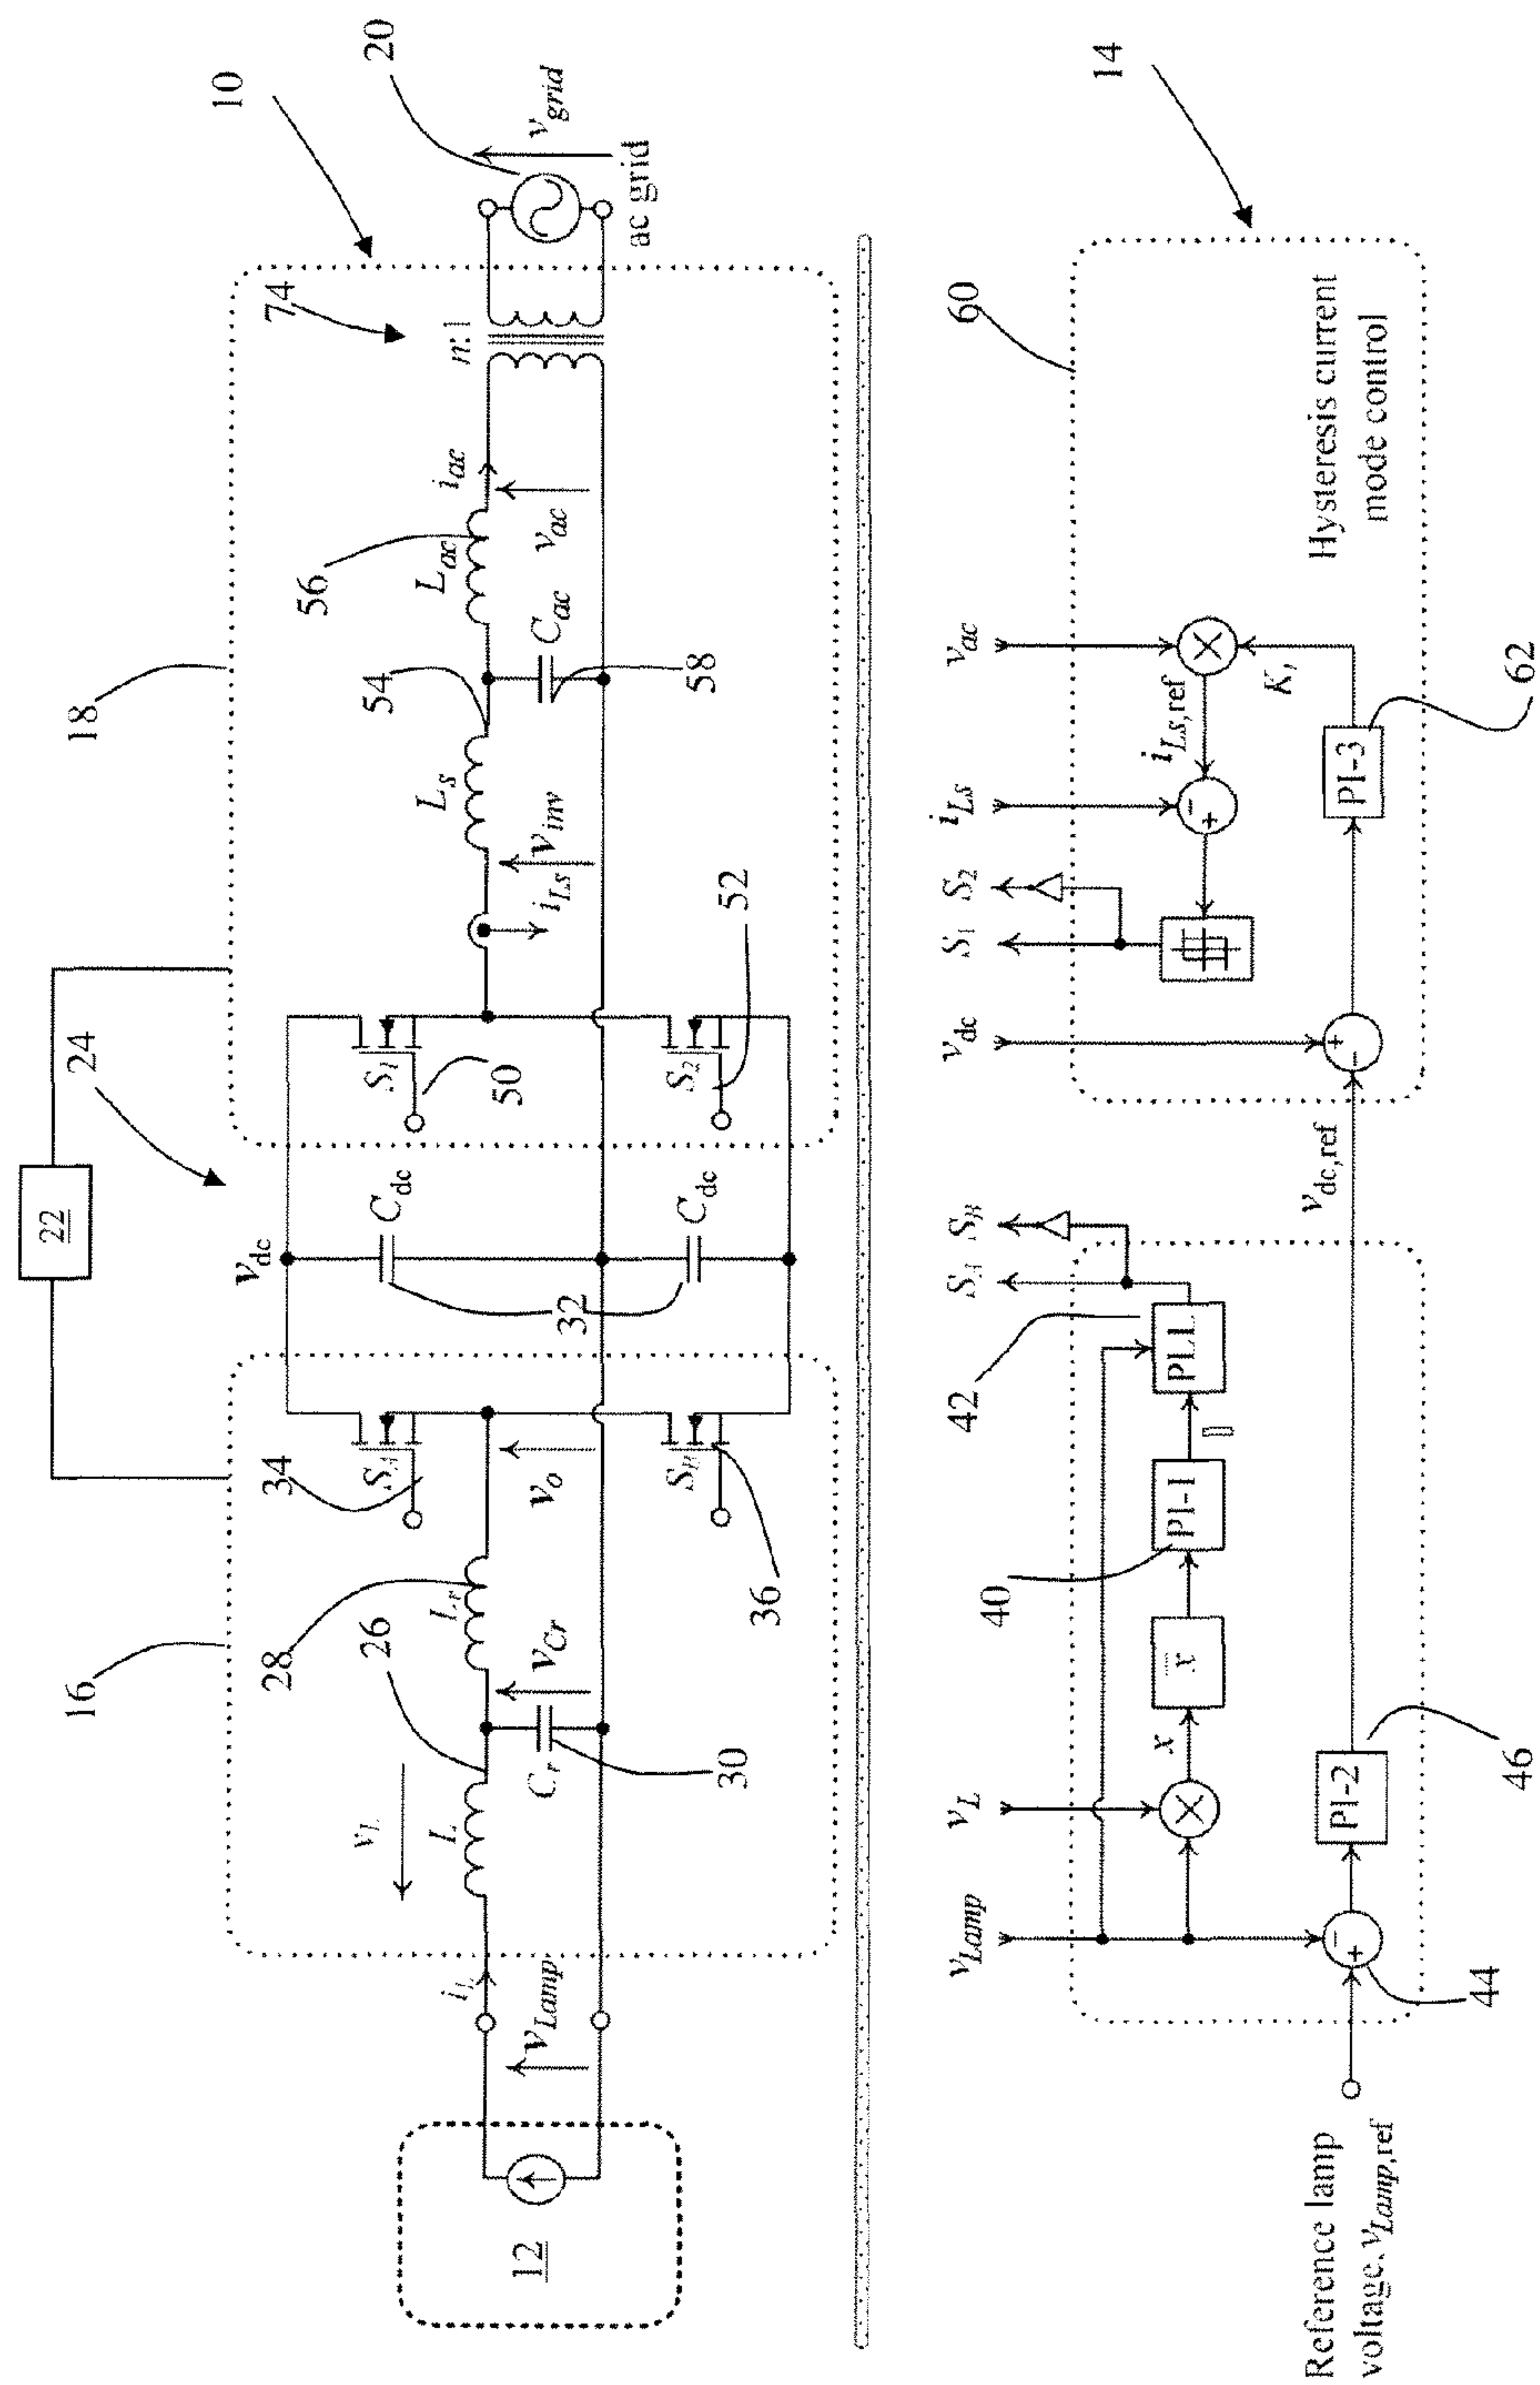 10
20
v_grid
ac grid
74
n:1
18
56
54
L_ac
i_ac
v_ac
C_ac
58
L_s
v_inv
i_Ls
24
22
S_1
50
S_2
52
v_dc
C_dc
C_dc
32
16
34
S_A
v_o
36
28
L_r
26
v_Cr
C_r
30
v_L
L
v_Lamp
12
14
60
Hysteresis current
mode control
v_dc
S_1
S_2
i_Ls
v_ac
i_Ls,ref
PI-3
62
v_dc,ref
v_Lamp
v_L
x
x̅
PI-1
40
PLL
42
S_A
44
PI-2
46
Reference lamp
voltage, v_Lamp,ref